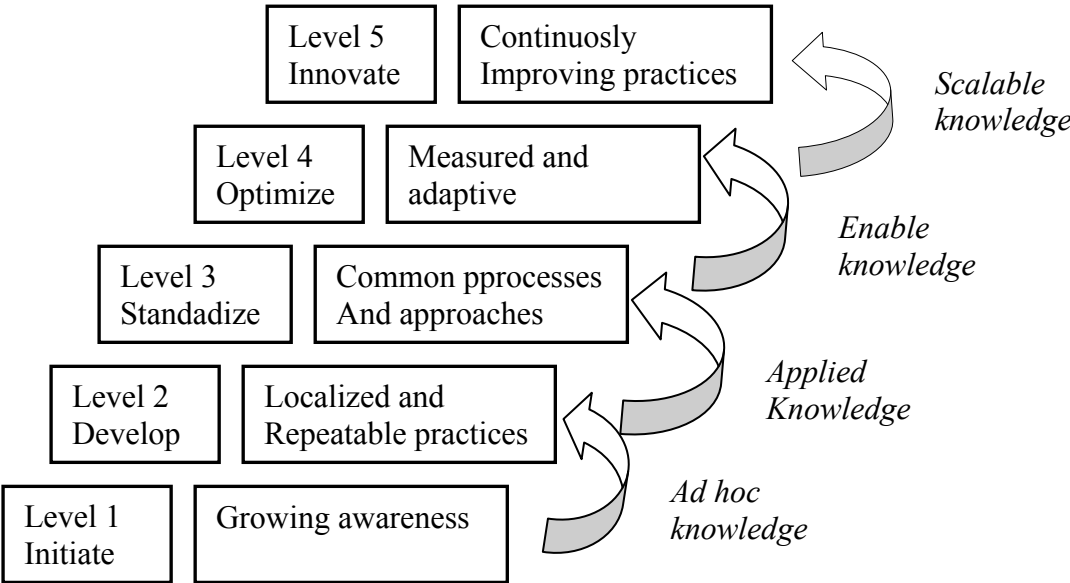 Level 5
Innovate
Continuosly
Improving practices
Scalable
knowledge
Level 4
Optimize
Measured and
adaptive
Enable
knowledge
Level 3
Standadize
Common pprocesses
And approaches
Applied
Knowledge
Level 2
Develop
Localized and
Repeatable practices
Ad hoc
knowledge
Level 1
Initiate
Growing awareness